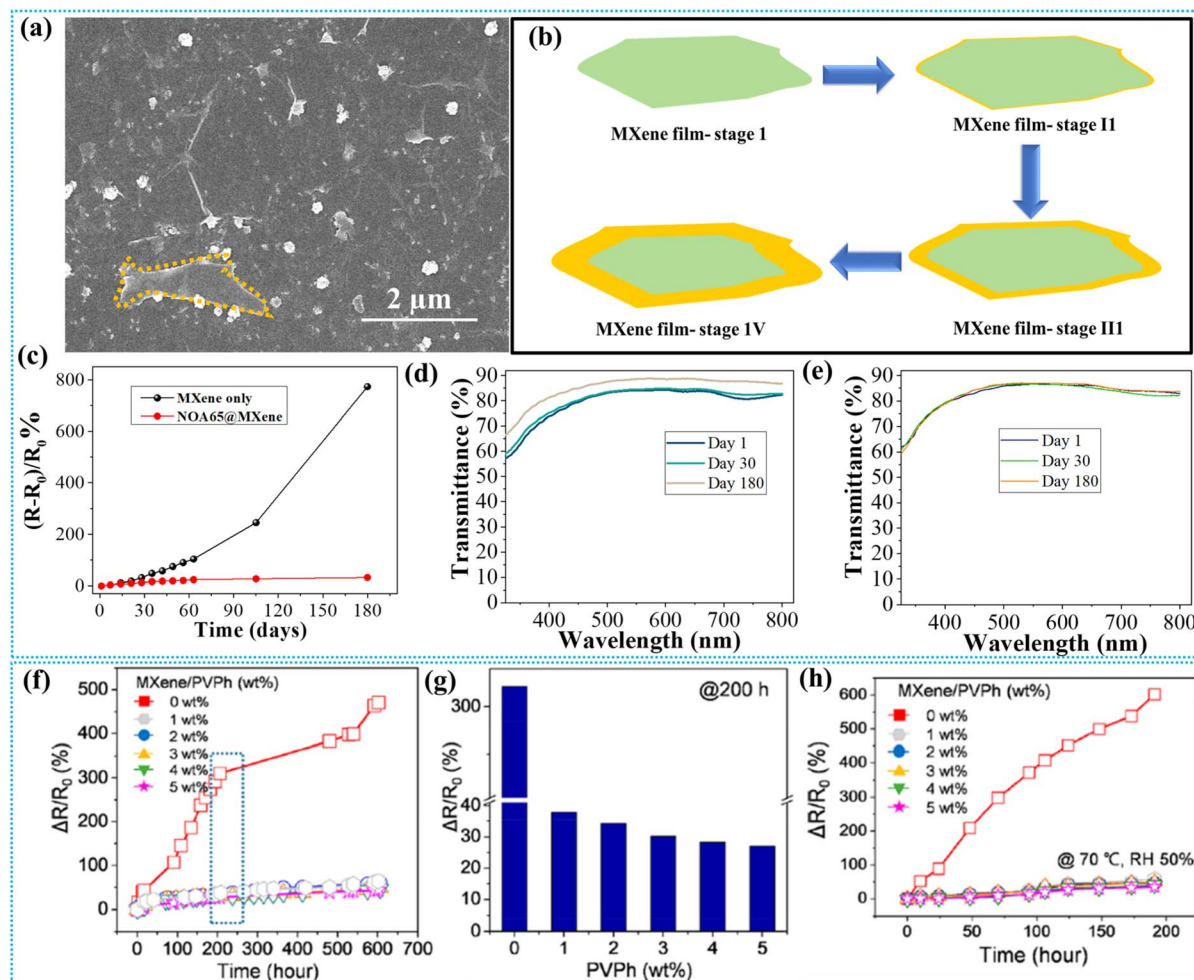 (a)
2 μm
(b)
MXene film- stage 1
MXene film- stage I1
MXene film- stage 1V
MXene film- stage II1
(c)
(R-R0)/R0 %
800
600
400
200
0
MXene only
NOA65@MXene
0 30 60 90 120 150 180
Time (days)
(d)
Transmittance (%)
90
80
70
60
50
40
30
20
10
0
Day 1
Day 30
Day 180
400 500 600 700 800
Wavelength (nm)
(e)
Transmittance (%)
90
80
70
60
50
40
30
20
10
0
Day 1
Day 30
Day 180
400 500 600 700 800
Wavelength (nm)
(f)
ΔR/R0 (%)
500
400
300
200
100
50
0
MXene/PVPh (wt%)
0 wt%
1 wt%
2 wt%
3 wt%
4 wt%
5 wt%
0 100 200 300 400 500 600 700
Time (hour)
(g)
@200 h
ΔR/R0 (%)
300
40
30
20
10
0
0 1 2 3 4 5
PVPh (wt%)
(h)
ΔR/R0 (%)
600
500
400
300
200
100
50
0
MXene/PVPh (wt%)
0 wt%
1 wt%
2 wt%
3 wt%
4 wt%
5 wt%
@ 70 ℃, RH 50%
0 50 100 150 200
Time (hour)